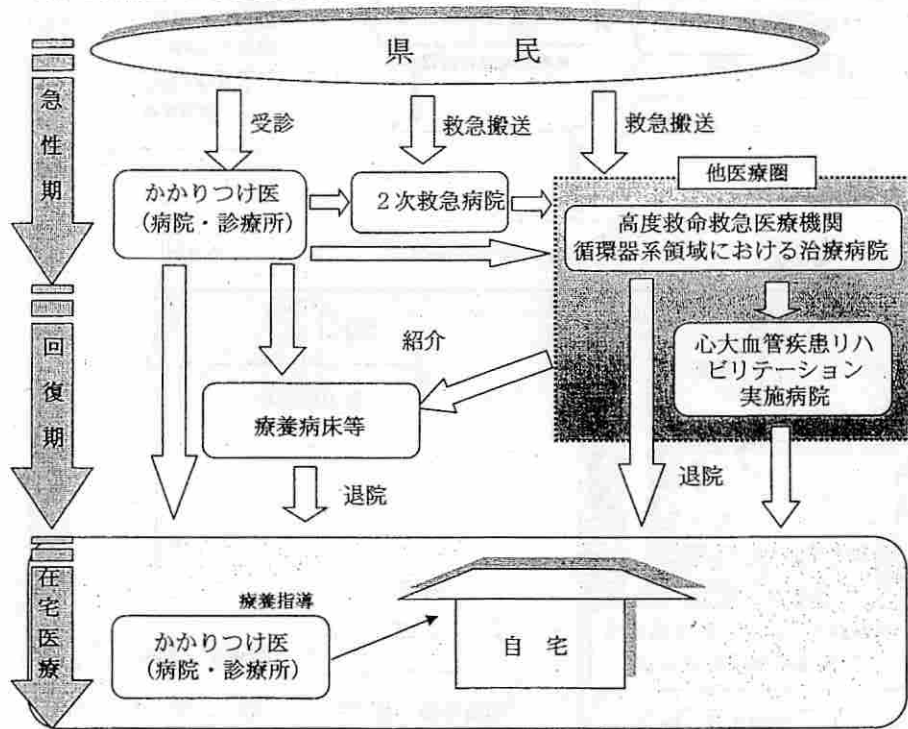 県　　民
急性期
受診
救急搬送
救急搬送
他医療圏
かかりつけ医
(病院・診療所)
２次救急病院
高度救命救急医療機関
循環器系領域における治療病院
回復期
紹介
心大血管疾患リハ
ビリテーション
実施病院
療養病床等
退院
退院
在宅医療
療養指導
かかりつけ医
(病院・診療所)
自　宅